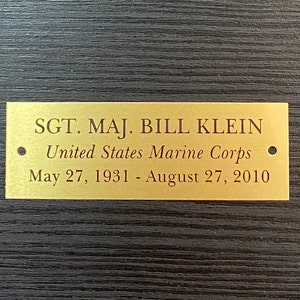 SGT. MAJ. BILL KLEIN
United States Marine Corps
May 27, 1931 - August 27, 2010